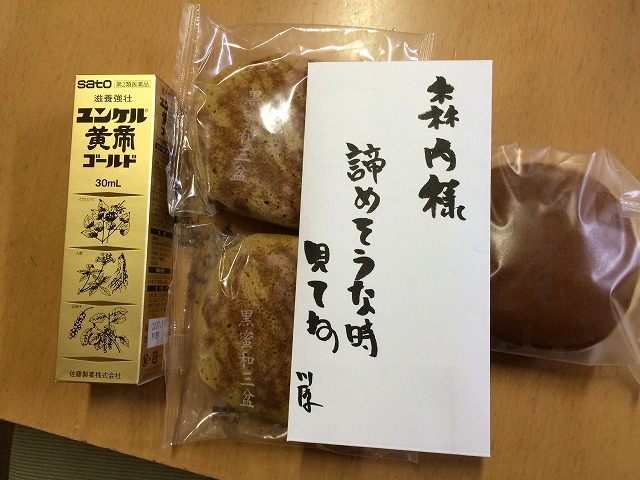 sato 第2類医薬品
滋養強壮
ユンケル
黄帝
ゴールド
30mL
佐藤製薬株式会社
黒蜜和三盆
黒蜜和三盆
森内様
諦めそうな時
見てね